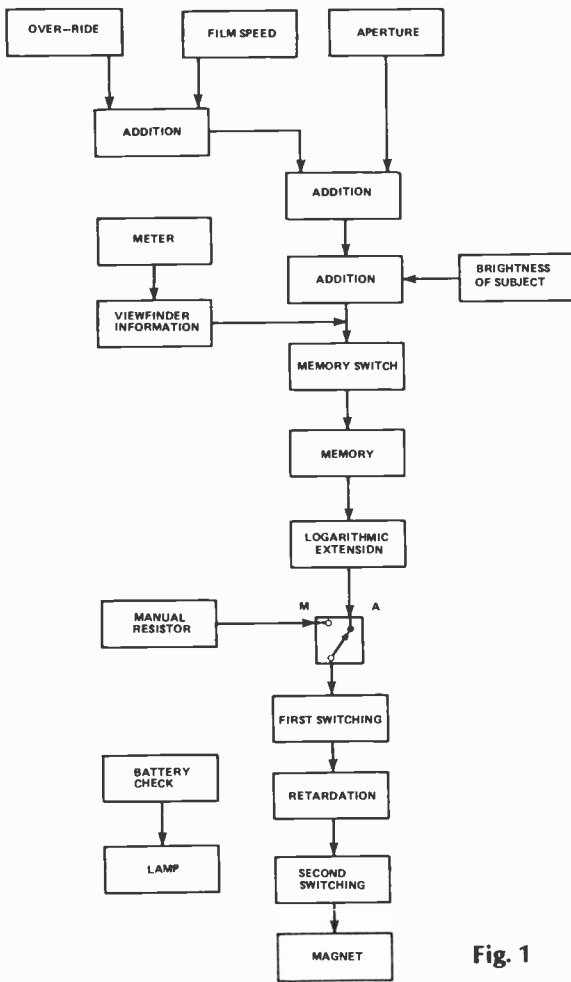 OVER-RIDE
FILM SPEED
APERTURE
ADDITION
ADDITION
METER
ADDITION
BRIGHTNESS
OF SUBJECT
VIEWFINDER
INFORMATION
MEMORY SWITCH
MEMORY
LOGARITHMIC
EXTENSION
M
A
MANUAL
RESISTOR
FIRST SWITCHING
BATTERY
CHECK
RETARDATION
LAMP
SECOND
SWITCHING
MAGNET
Fig. 1